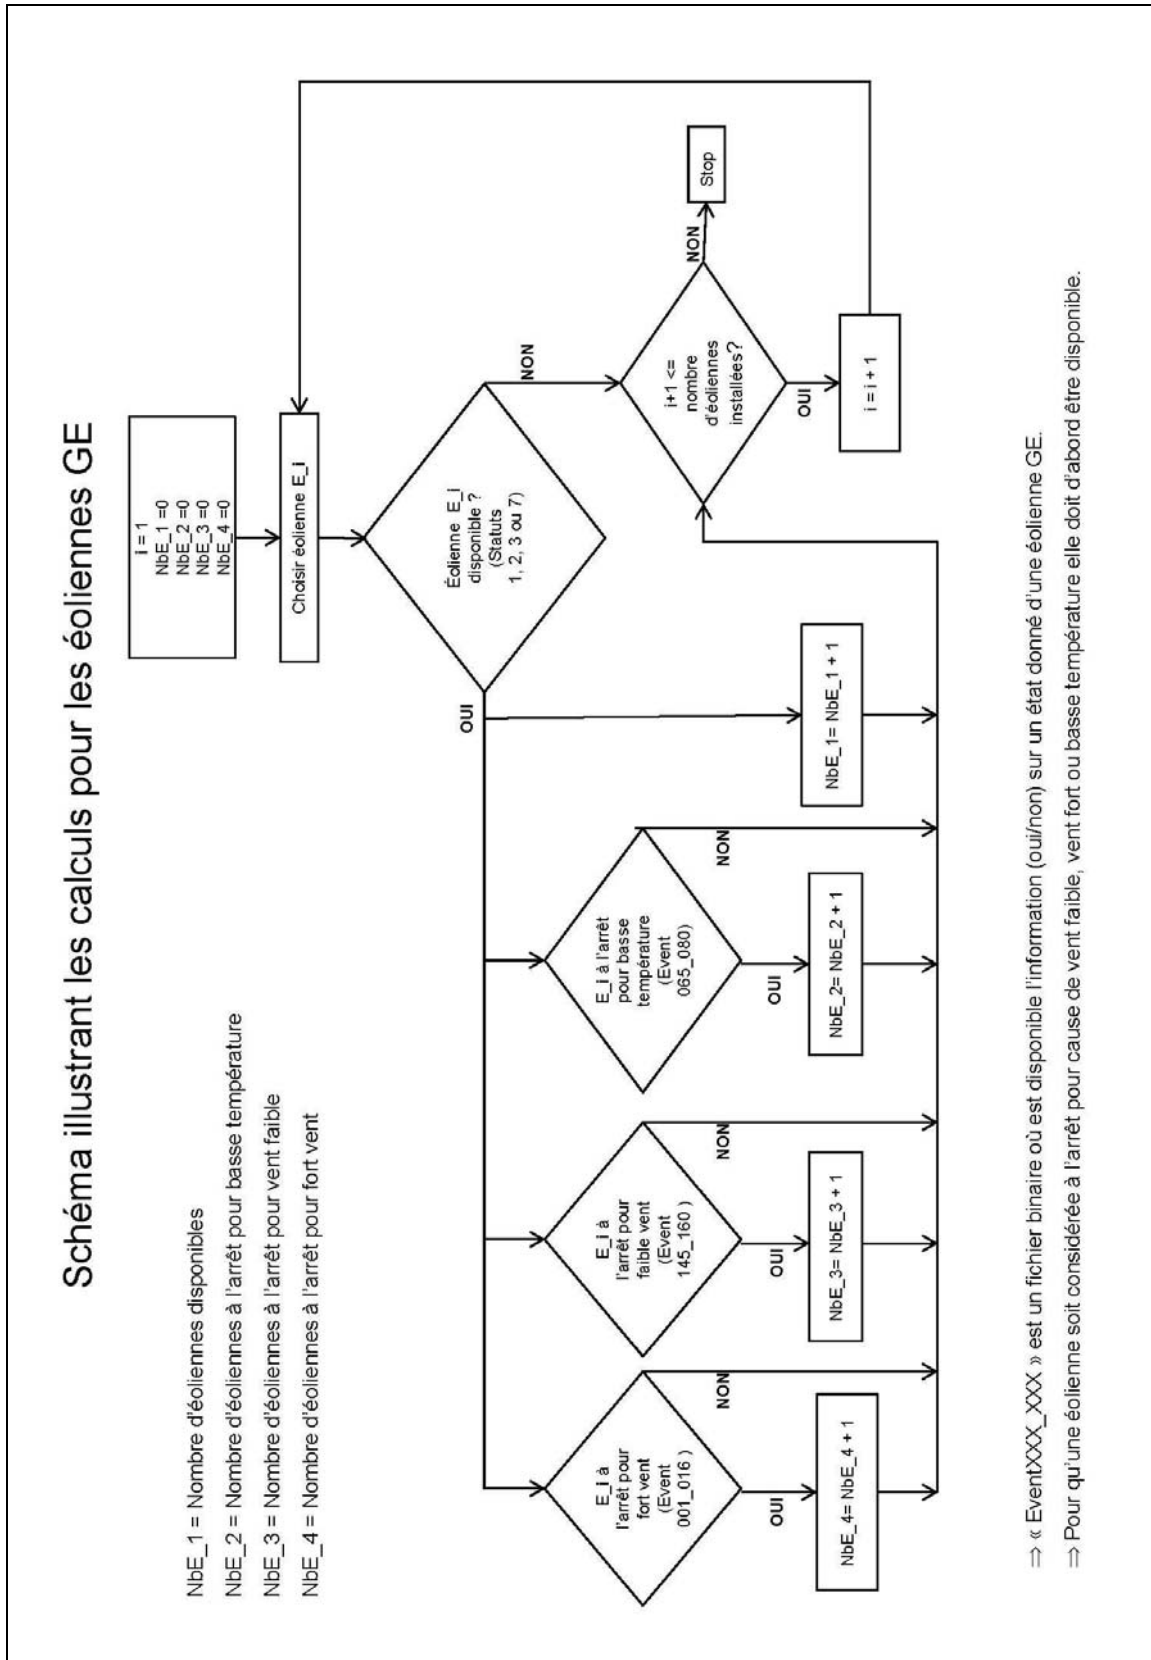 Schéma illustrant les calculs pour les éoliennes GE
NbE_1 = Nombre d'éoliennes disponibles
NbE_2 = Nombre d'éoliennes à l'arrêt pour basse température
NbE_3 = Nombre d'éoliennes à l'arrêt pour vent faible
NbE_4 = Nombre d'éoliennes à l'arrêt pour fort vent
i = 1
NbE_1 =0
NbE_2 =0
NbE_3 =0
NbE_4 =0
Choisir éolienne E_i
Éolienne E_i
disponible ?
(Statuts
1, 2, 3 ou 7)
OUI
NON
E_i à
l'arrêt pour
fort vent
(Event
001_016 )
NON
OUI
NbE_4= NbE_4 + 1
E_i à
l'arrêt pour
faible vent
(Event
145_160 )
NON
OUI
NbE_3= NbE_3 + 1
E_i à l'arrêt
pour basse
température
(Event
065_080)
NON
OUI
NbE_2= NbE_2 + 1
NbE_1= NbE_1 + 1
i+1 <=
nombre
d'éoliennes
installées?
NON
Stop
OUI
i = i + 1
⇒ « EventXXX_XXX » est un fichier binaire où est disponible l'information (oui/non) sur un état donné d'une éolienne GE.
⇒ Pour qu'une éolienne soit considérée à l'arrêt pour cause de vent faible, vent fort ou basse température elle doit d'abord être disponible.